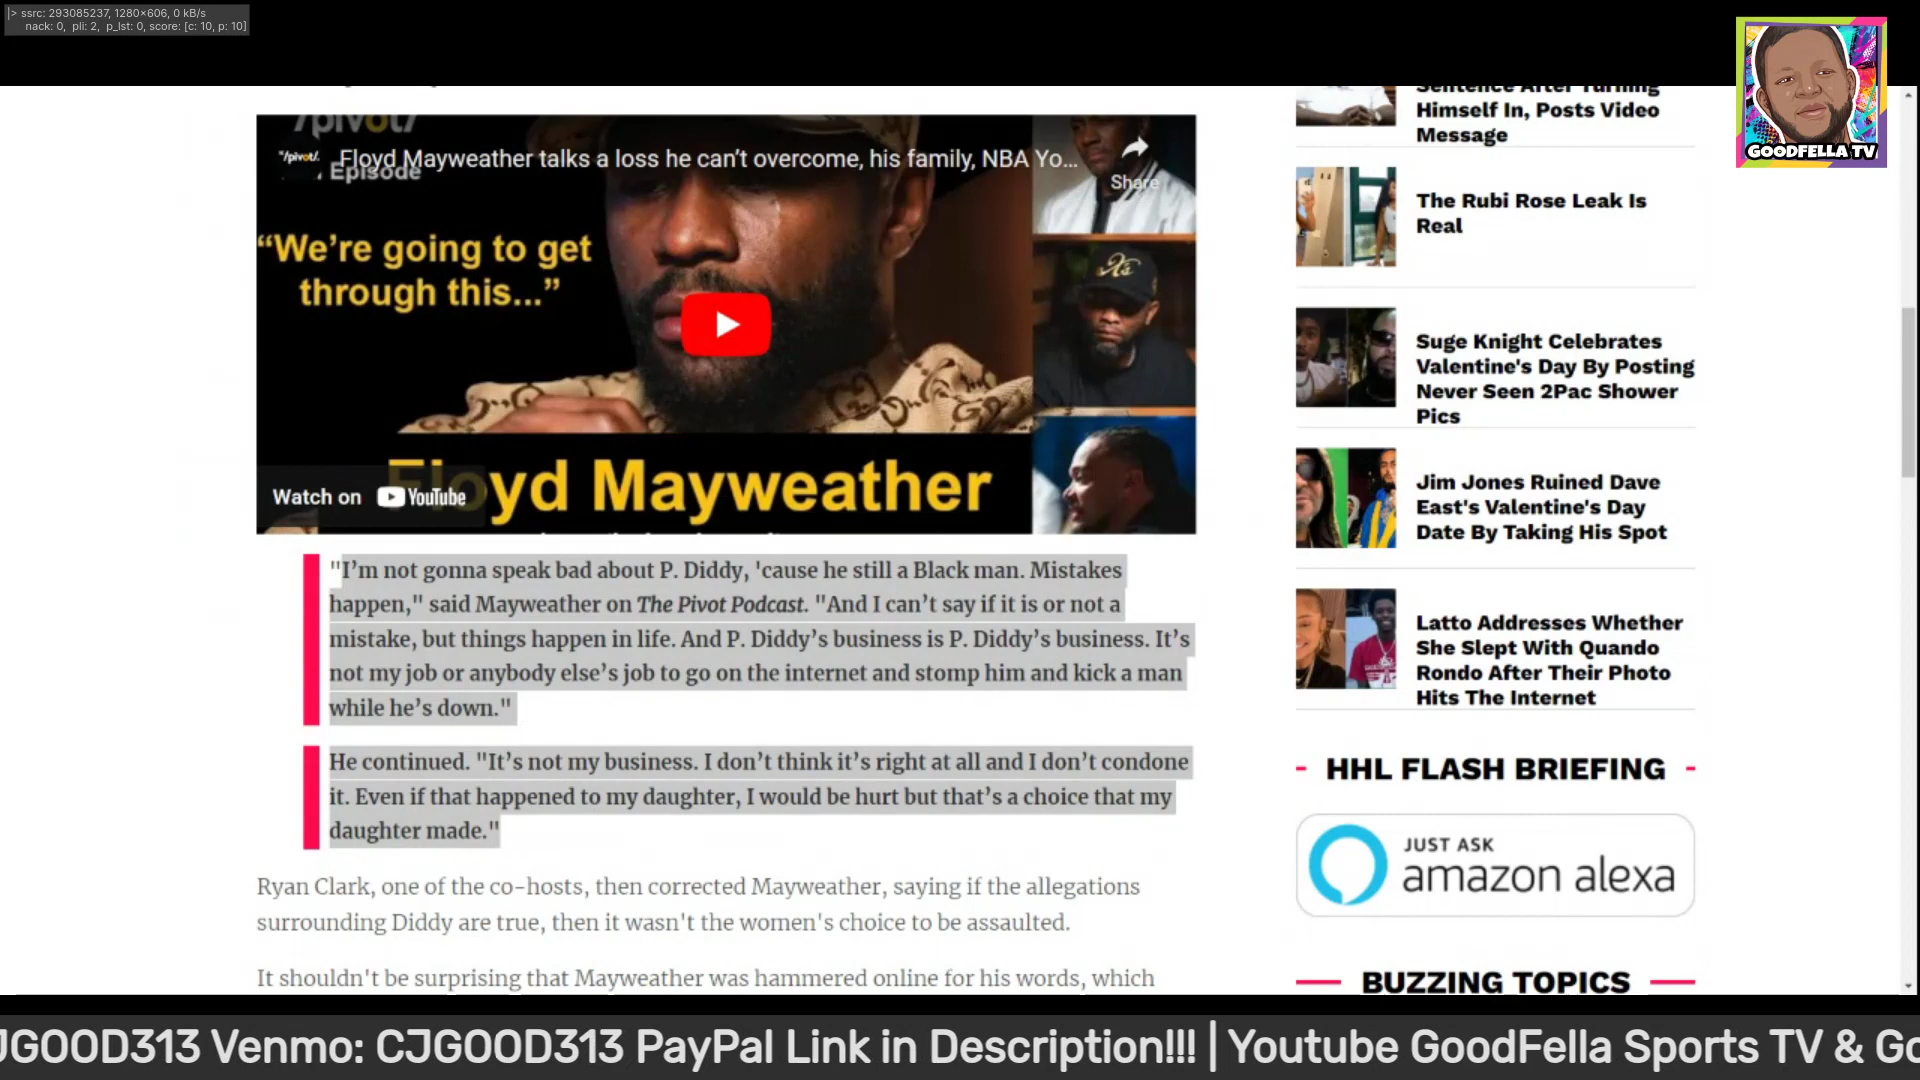 |> ssrc: 293085237, 1280×606, 0 kB/s
nack: 0, pli: 2, p_lst: 0, score: [c: 10, p: 10]
GOODFELLA TV
/pivot/
"/pivot/.
Floyd Mayweather talks a loss he can’t overcome, his family, NBA Yo...
Episode
Share
“We’re going to get
through this...”
Floyd Mayweather
Watch on YouTube
"I’m not gonna speak bad about P. Diddy, 'cause he still a Black man. Mistakes
happen," said Mayweather on The Pivot Podcast. "And I can’t say if it is or not a
mistake, but things happen in life. And P. Diddy’s business is P. Diddy’s business. It’s
not my job or anybody else’s job to go on the internet and stomp him and kick a man
while he’s down."
He continued. "It’s not my business. I don’t think it’s right at all and I don’t condone
it. Even if that happened to my daughter, I would be hurt but that’s a choice that my
daughter made."
Ryan Clark, one of the co-hosts, then corrected Mayweather, saying if the allegations
surrounding Diddy are true, then it wasn't the women's choice to be assaulted.
It shouldn't be surprising that Mayweather was hammered online for his words, which
Sentence After Turning
Himself In, Posts Video
Message
The Rubi Rose Leak Is
Real
Suge Knight Celebrates
Valentine's Day By Posting
Never Seen 2Pac Shower
Pics
Jim Jones Ruined Dave
East's Valentine's Day
Date By Taking His Spot
Latto Addresses Whether
She Slept With Quando
Rondo After Their Photo
Hits The Internet
HHL FLASH BRIEFING
JUST ASK
amazon alexa
BUZZING TOPICS
JGOOD313 Venmo: CJGOOD313 PayPal Link in Description!!! | Youtube GoodFella Sports TV & Go